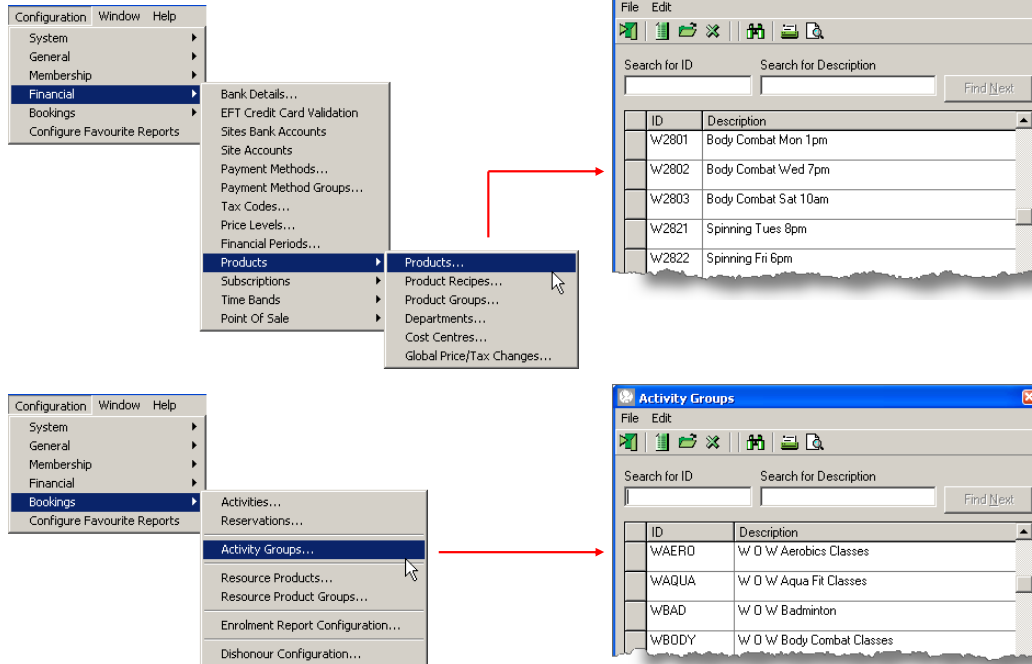 Configuration Window Help
System
General
Membership
Financial
Bookings
Configure Favourite Reports
Bank Details...
EFT Credit Card Validation
Sites Bank Accounts
Site Accounts
Payment Methods...
Payment Method Groups...
Tax Codes...
Price Levels...
Financial Periods...
Products
Subscriptions
Time Bands
Point Of Sale
Products...
Product Recipes...
Product Groups...
Departments...
Cost Centres...
Global Price/Tax Changes...
File Edit
Search for ID Search for Description
Find Next
ID Description
W2801 Body Combat Mon 1pm
W2802 Body Combat Wed 7pm
W2803 Body Combat Sat 10am
W2821 Spinning Tues 8pm
W2822 Spinning Fri 6pm
Configuration Window Help
System
General
Membership
Financial
Bookings
Configure Favourite Reports
Activities...
Reservations...
Activity Groups...
Resource Products...
Resource Product Groups...
Enrolment Report Configuration...
Dishonour Configuration...
Activity Groups
File Edit
Search for ID Search for Description
Find Next
ID Description
WAERO W O W Aerobics Classes
WAQUA W O W Aqua Fit Classes
WBAD W O W Badminton
WBODY W O W Body Combat Classes